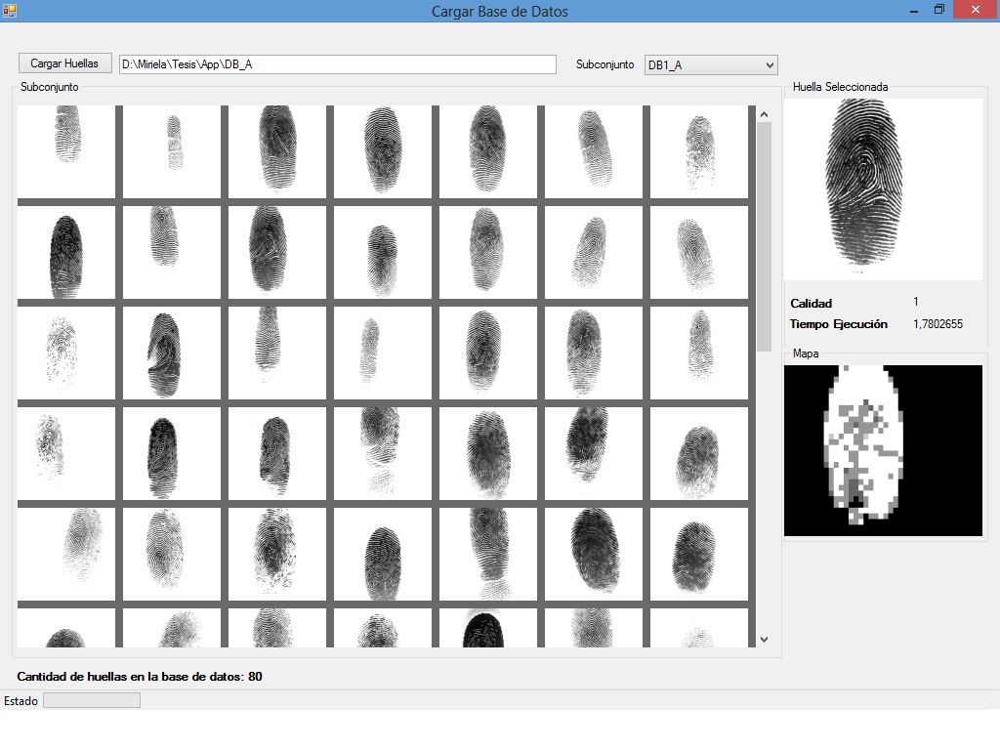 Cargar Base de Datos
Cargar Huellas
D:\Miriela\Tesis\App\DB_A
Subconjunto
DB1_A
Subconjunto
Huella Seleccionada
Calidad 1
Tiempo Ejecución 1,7802655
Mapa
Cantidad de huellas en la base de datos: 80
Estado